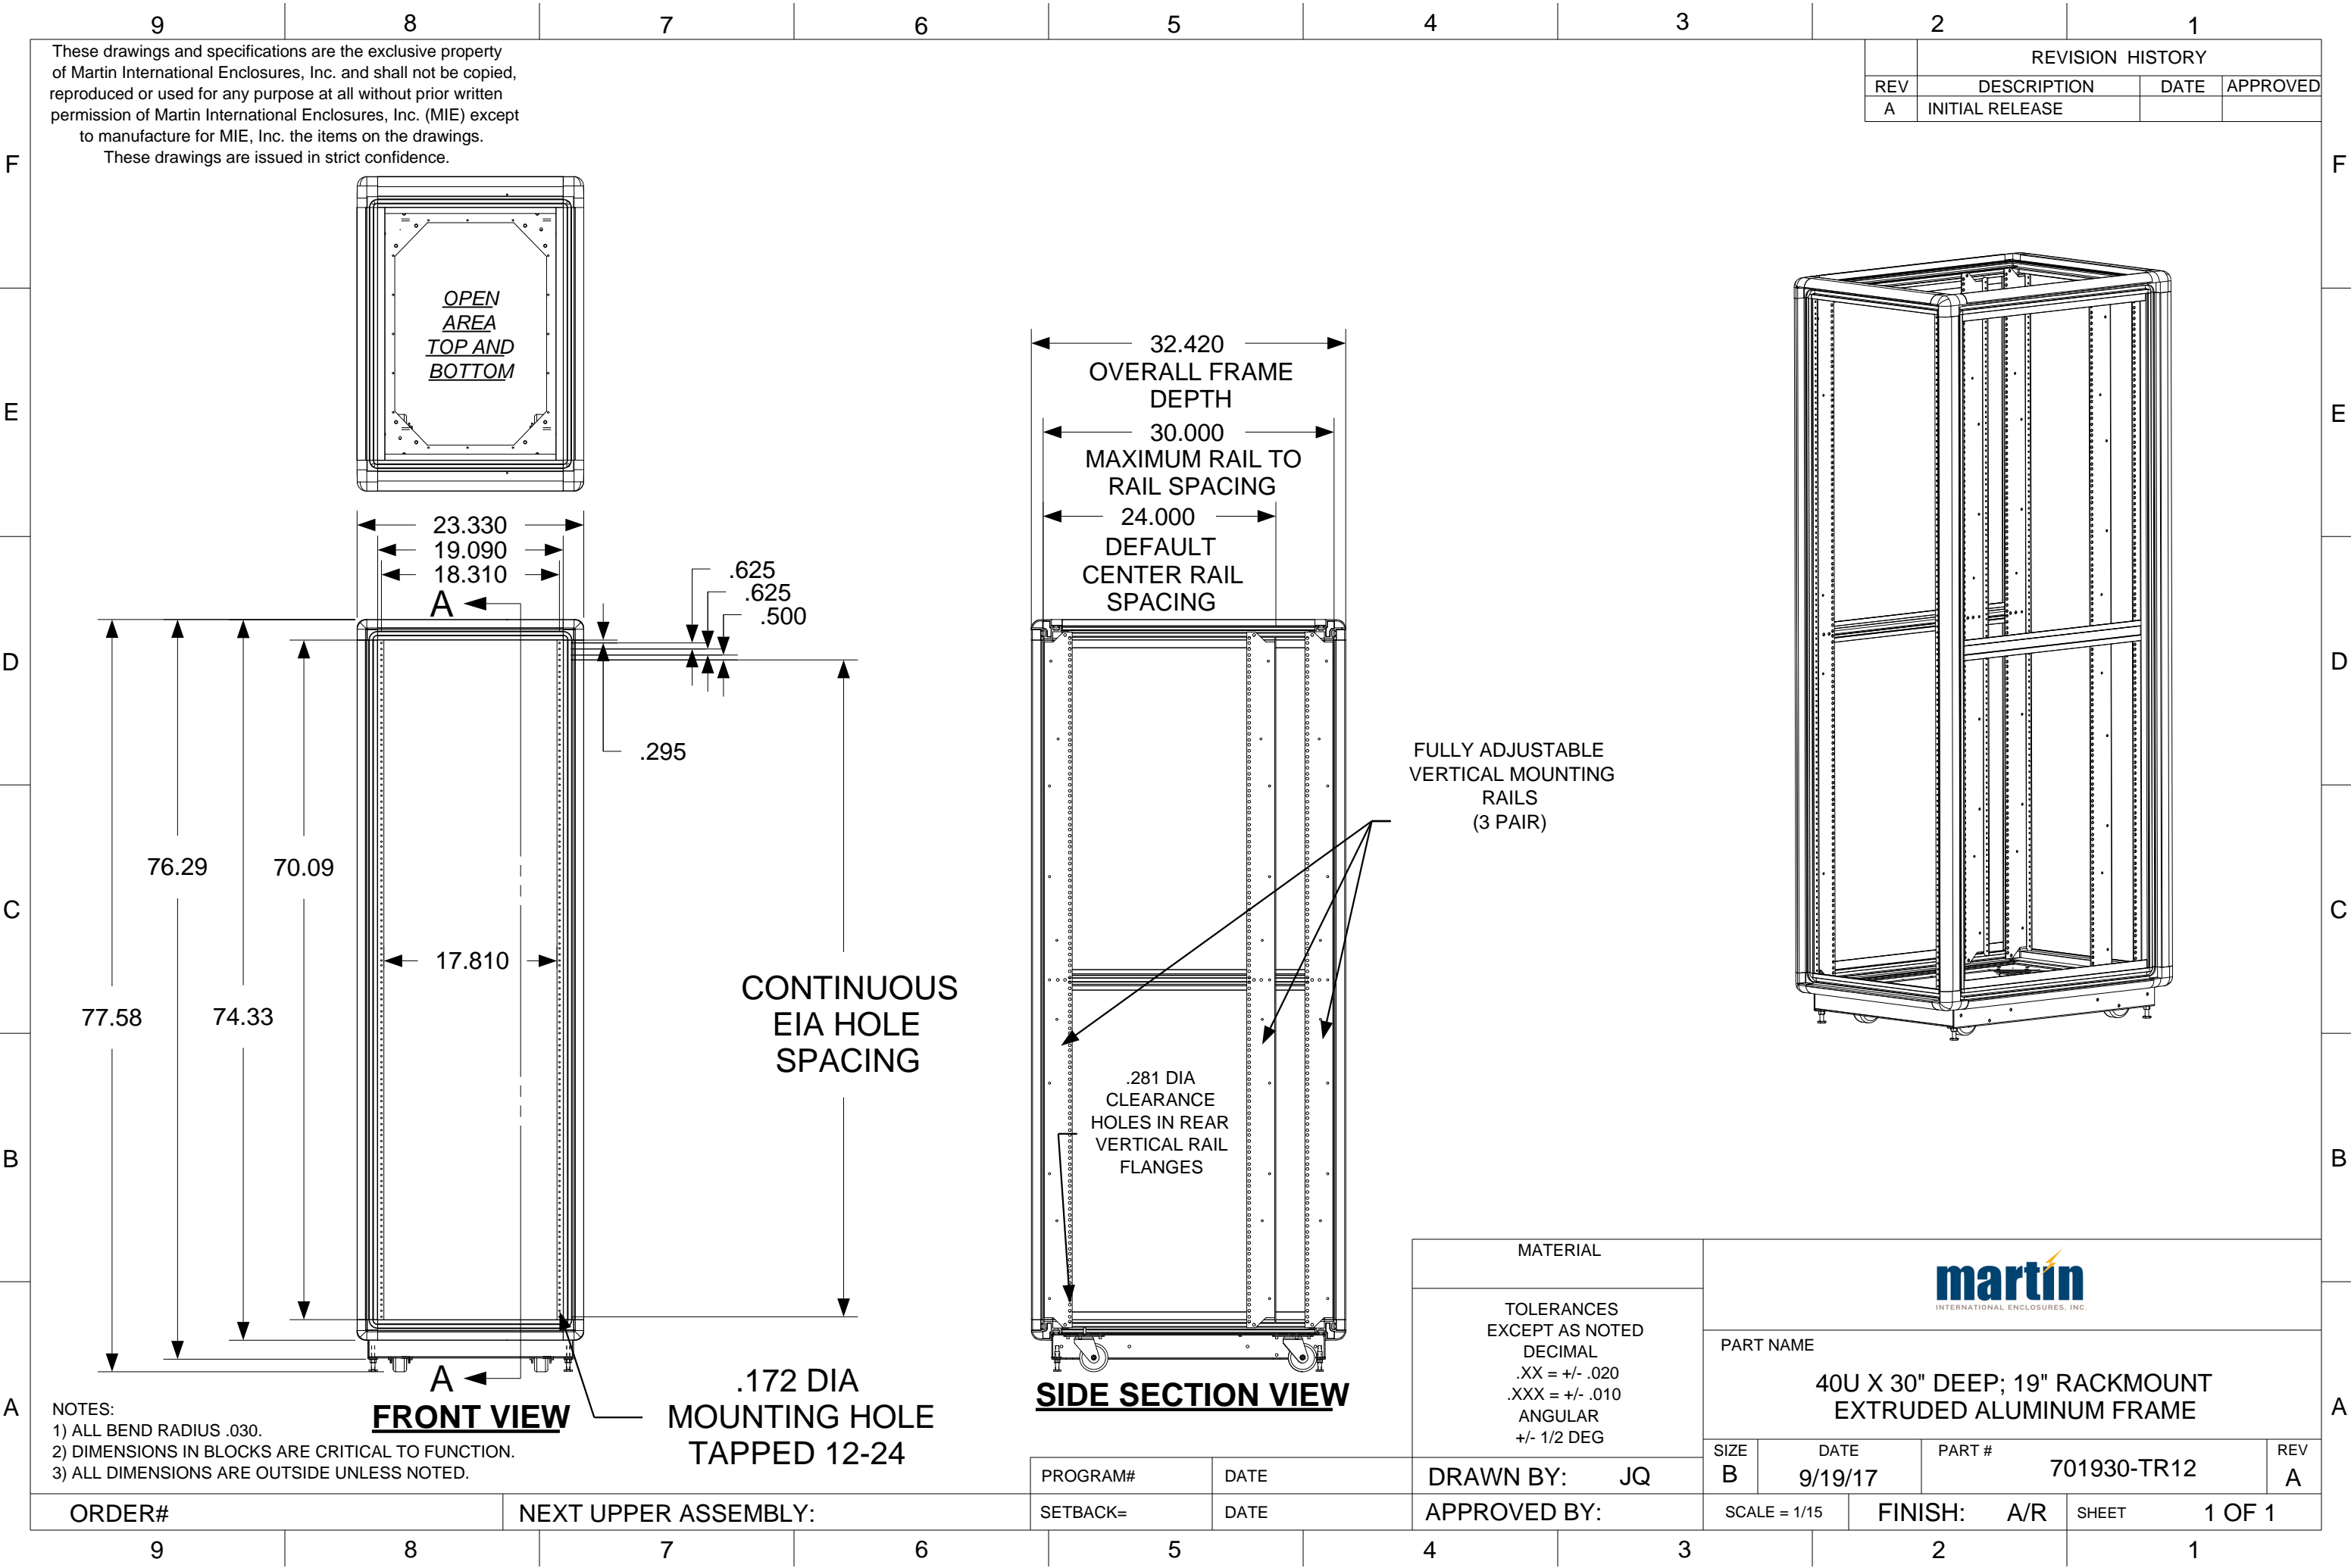 9 8 7 6 5 4 3 2 1
These drawings and specifications are the exclusive property
of Martin International Enclosures, Inc. and shall not be copied,
reproduced or used for any purpose at all without prior written
permission of Martin International Enclosures, Inc. (MIE) except
to manufacture for MIE, Inc. the items on the drawings.
These drawings are issued in strict confidence.
REVISION HISTORY
REV DESCRIPTION DATE APPROVED
A INITIAL RELEASE
F F
E E
D D
C C
B B
A A
OPEN
AREA
TOP AND
BOTTOM
23.330
19.090
18.310
A
.625
.625
.500
.295
76.29
70.09
17.810
77.58
74.33
CONTINUOUS
EIA HOLE
SPACING
A
FRONT VIEW
.172 DIA
MOUNTING HOLE
TAPPED 12-24
32.420
OVERALL FRAME
DEPTH
30.000
MAXIMUM RAIL TO
RAIL SPACING
24.000
DEFAULT
CENTER RAIL
SPACING
FULLY ADJUSTABLE
VERTICAL MOUNTING
RAILS
(3 PAIR)
.281 DIA
CLEARANCE
HOLES IN REAR
VERTICAL RAIL
FLANGES
SIDE SECTION VIEW
NOTES:
1) ALL BEND RADIUS .030.
2) DIMENSIONS IN BLOCKS ARE CRITICAL TO FUNCTION.
3) ALL DIMENSIONS ARE OUTSIDE UNLESS NOTED.
MATERIAL
TOLERANCES
EXCEPT AS NOTED
DECIMAL
.XX = +/- .020
.XXX = +/- .010
ANGULAR
+/- 1/2 DEG
martin
INTERNATIONAL ENCLOSURES, INC.
PART NAME
40U X 30" DEEP; 19" RACKMOUNT
EXTRUDED ALUMINUM FRAME
SIZE DATE PART # REV
B 9/19/17 701930-TR12 A
PROGRAM# DATE DRAWN BY: JQ
SETBACK= DATE APPROVED BY: SCALE = 1/15 FINISH: A/R SHEET 1 OF 1
ORDER# NEXT UPPER ASSEMBLY:
9 8 7 6 5 4 3 2 1